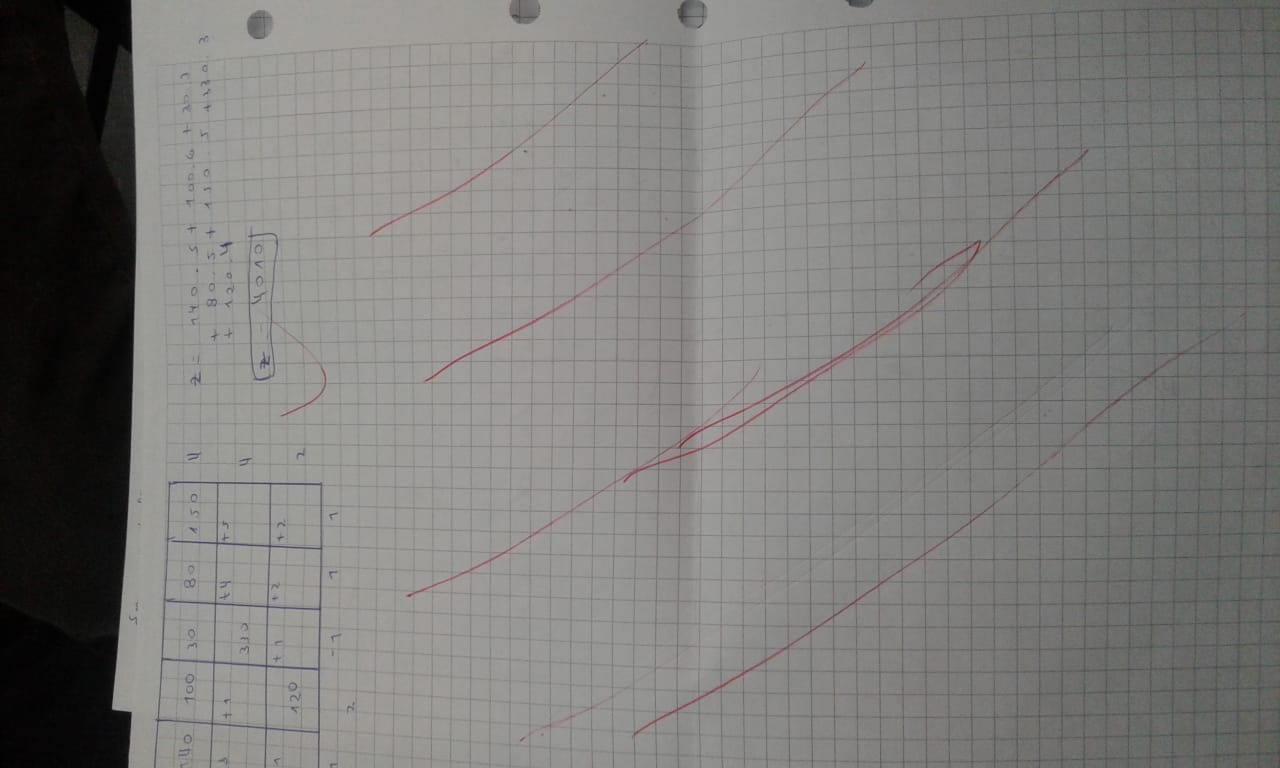 140 100 30 80 150 4
+1 330 +4 +5 4
120 +1 +2 +2 2
-1 1 1
2
z = 140 . 5 + 100 . 6 + 30 . 3
+ 80 . 5 + 150 . 5 + 330 . 3
+ 120 . 4
z = 4010